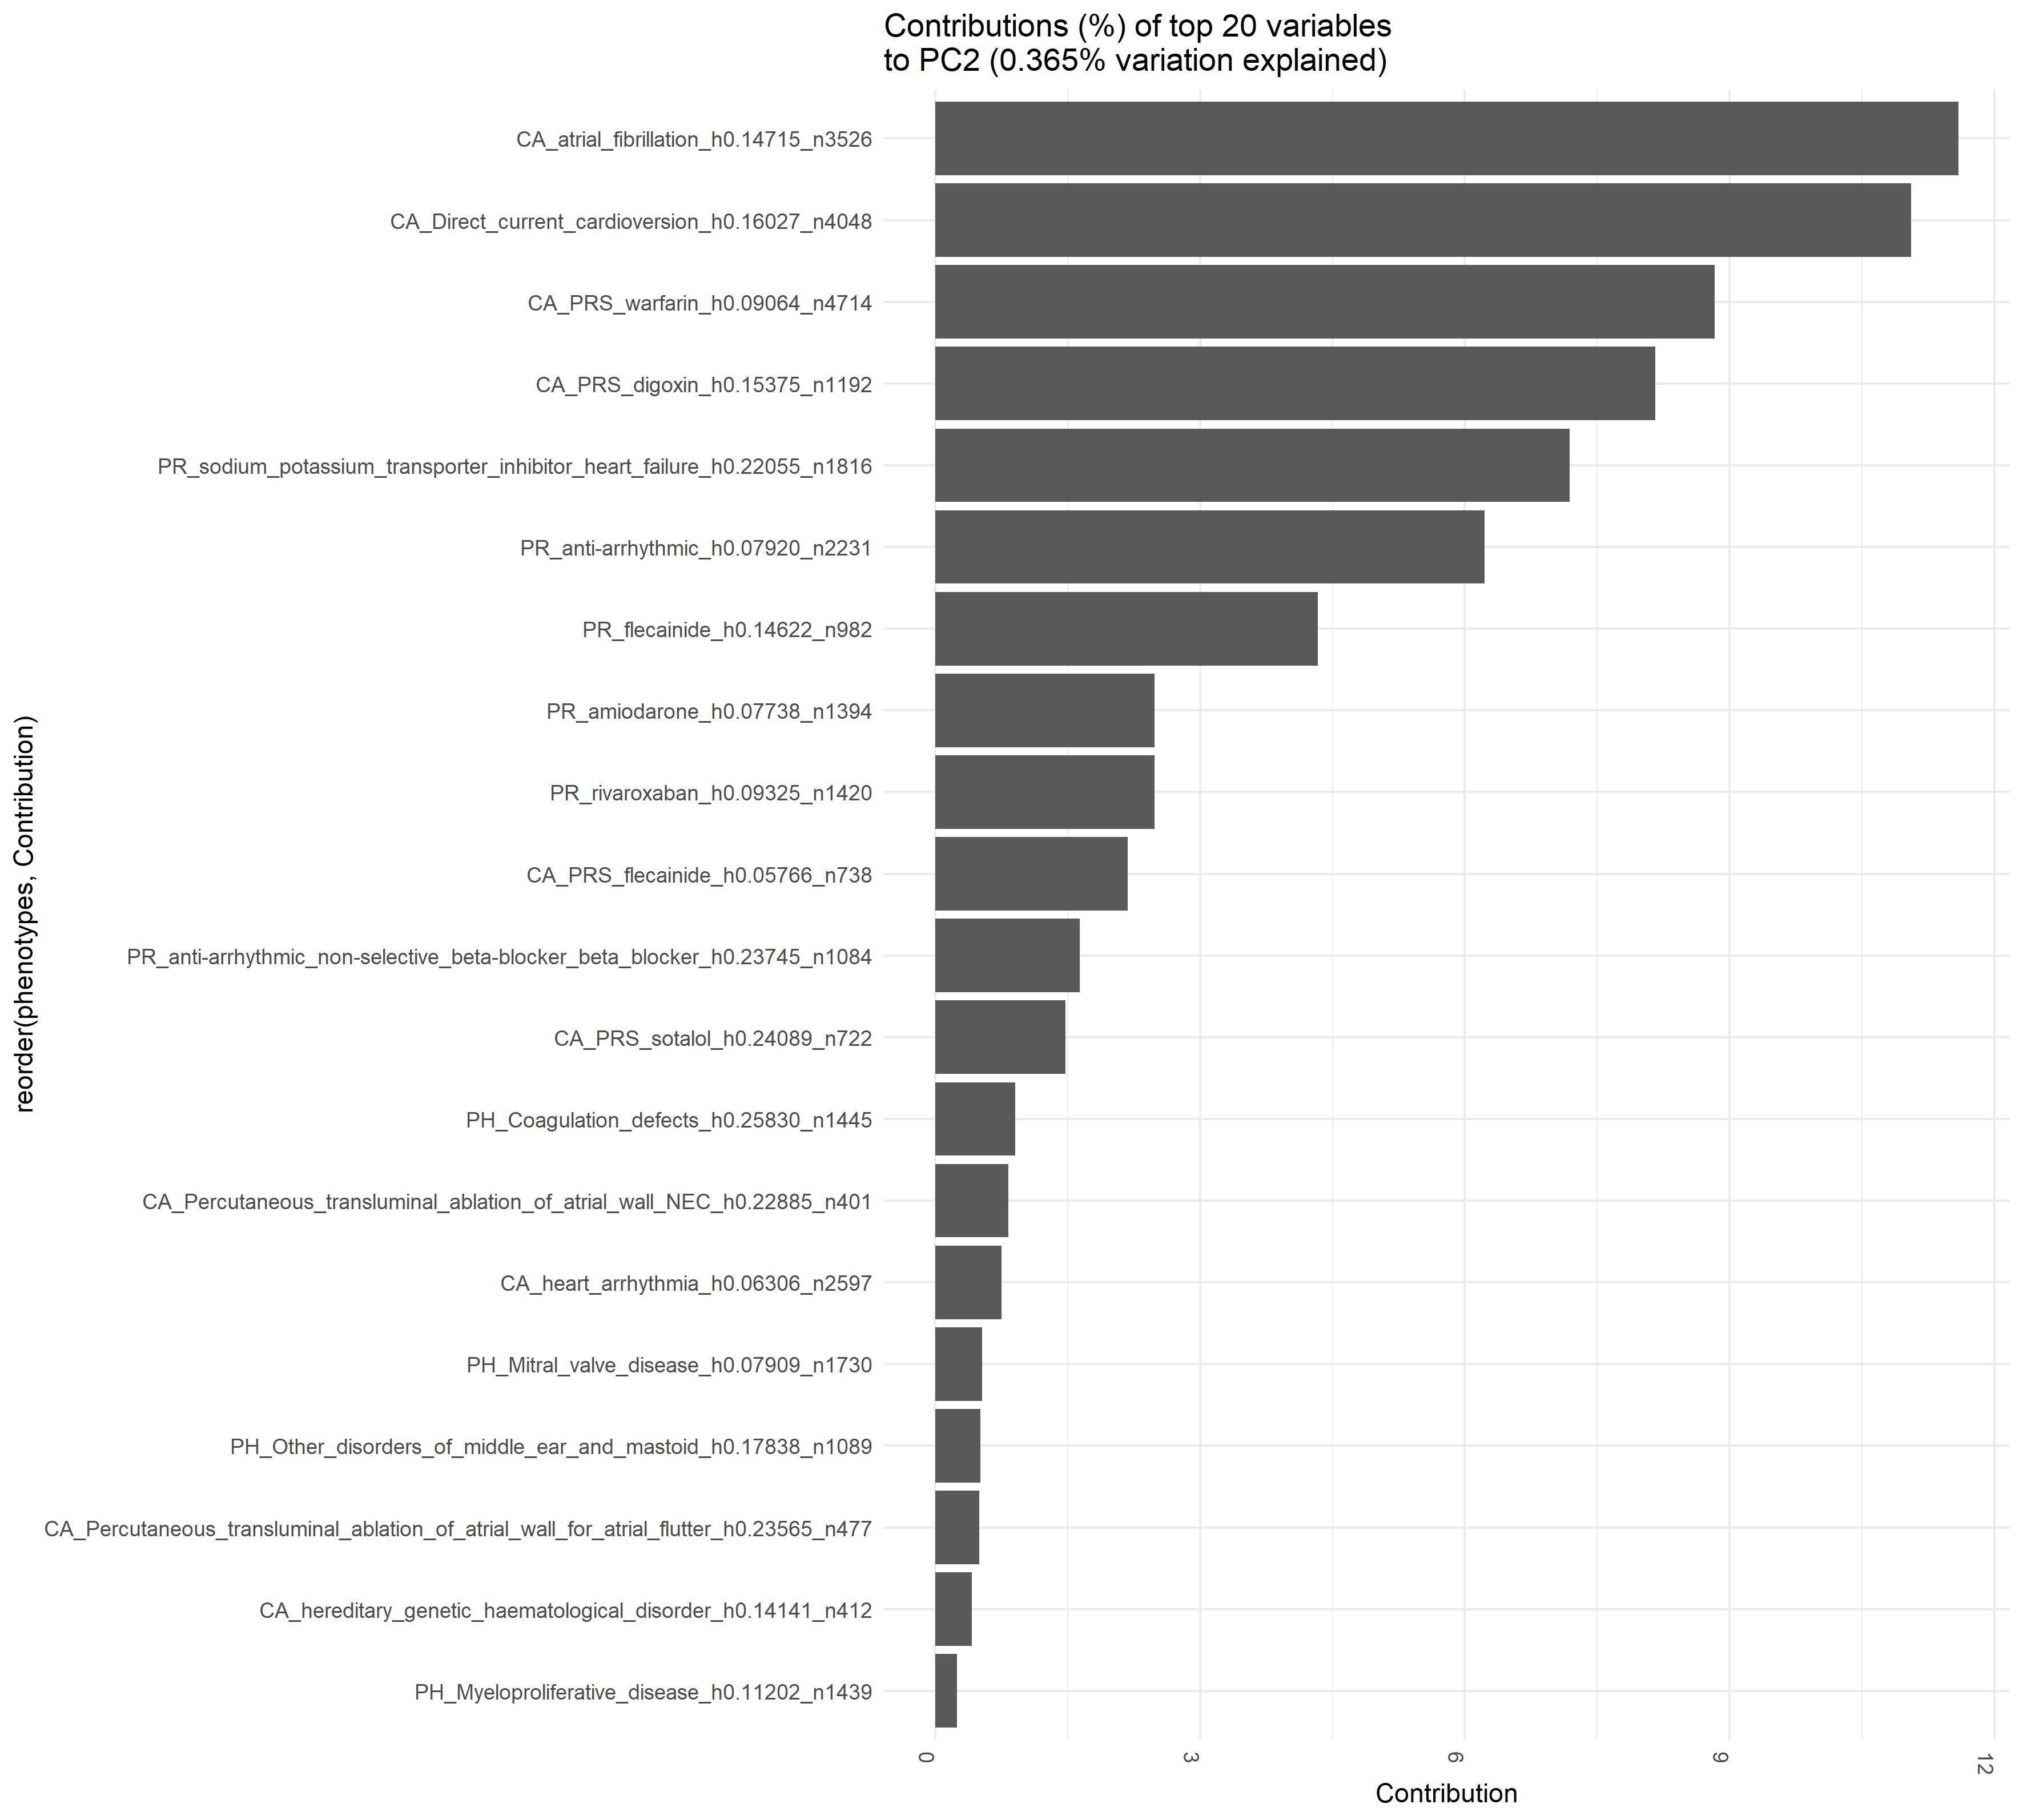 Contributions (%) of top 20 variables
to PC2 (0.365% variation explained)
CA_atrial_fibrillation_h0.14715_n3526
CA_Direct_current_cardioversion_h0.16027_n4048
CA_PRS_warfarin_h0.09064_n4714
CA_PRS_digoxin_h0.15375_n1192
PR_sodium_potassium_transporter_inhibitor_heart_failure_h0.22055_n1816
PR_anti-arrhythmic_h0.07920_n2231
PR_flecainide_h0.14622_n982
PR_amiodarone_h0.07738_n1394
PR_rivaroxaban_h0.09325_n1420
CA_PRS_flecainide_h0.05766_n738
PR_anti-arrhythmic_non-selective_beta-blocker_beta_blocker_h0.23745_n1084
CA_PRS_sotalol_h0.24089_n722
PH_Coagulation_defects_h0.25830_n1445
CA_Percutaneous_transluminal_ablation_of_atrial_wall_NEC_h0.22885_n401
CA_heart_arrhythmia_h0.06306_n2597
PH_Mitral_valve_disease_h0.07909_n1730
PH_Other_disorders_of_middle_ear_and_mastoid_h0.17838_n1089
CA_Percutaneous_transluminal_ablation_of_atrial_wall_for_atrial_flutter_h0.23565_n477
CA_hereditary_genetic_haematological_disorder_h0.14141_n412
PH_Myeloproliferative_disease_h0.11202_n1439
reorder(phenotypes, Contribution)
0
3
6
9
12
Contribution